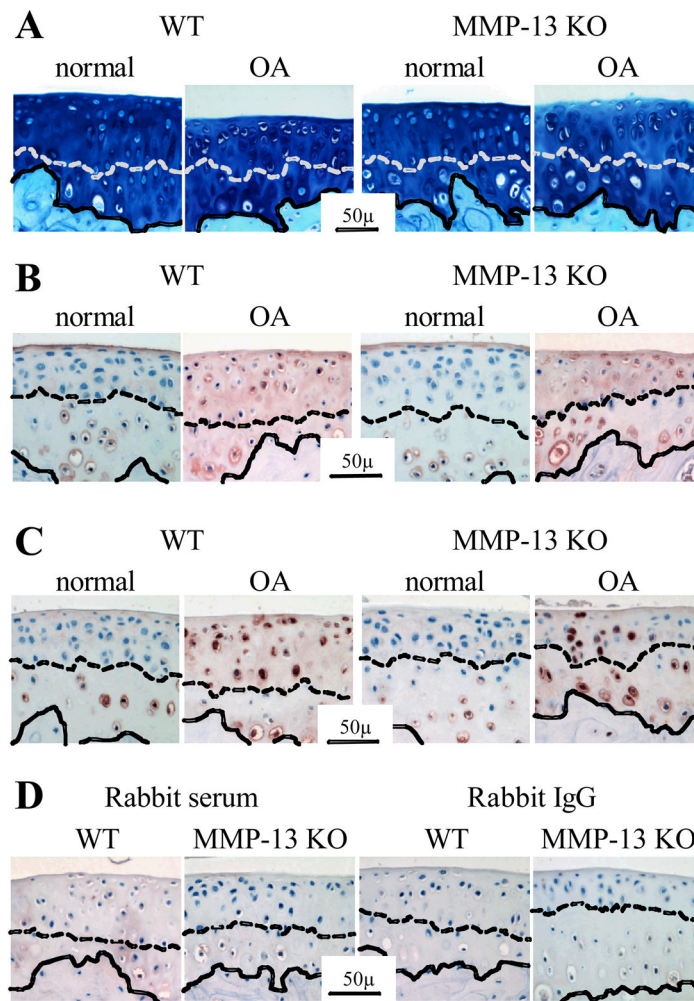 A
WT MMP-13 KO
normal OA normal OA
50µ
B
WT MMP-13 KO
normal OA normal OA
50µ
C
WT MMP-13 KO
normal OA normal OA
50µ
D
Rabbit serum Rabbit IgG
WT MMP-13 KO WT MMP-13 KO
50µ